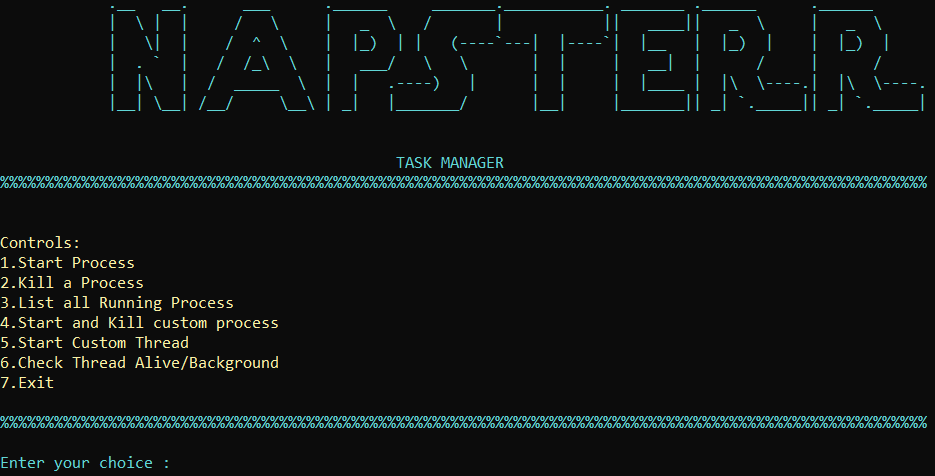 NAPSTERR
TASK MANAGER
%%%%%%%%%%%%%%%%%%%%%%%%%%%%%%%%%%%%%%%%%%%%%%%%%%%%%%%%%%%%%%%%%%%%%%%%%%%%%%%%%%%%%%%%%%%%%%%%%%%%%%%%%
Controls:
1.Start Process
2.Kill a Process
3.List all Running Process
4.Start and Kill custom process
5.Start Custom Thread
6.Check Thread Alive/Background
7.Exit
%%%%%%%%%%%%%%%%%%%%%%%%%%%%%%%%%%%%%%%%%%%%%%%%%%%%%%%%%%%%%%%%%%%%%%%%%%%%%%%%%%%%%%%%%%%%%%%%%%%%%%%%%
Enter your choice :